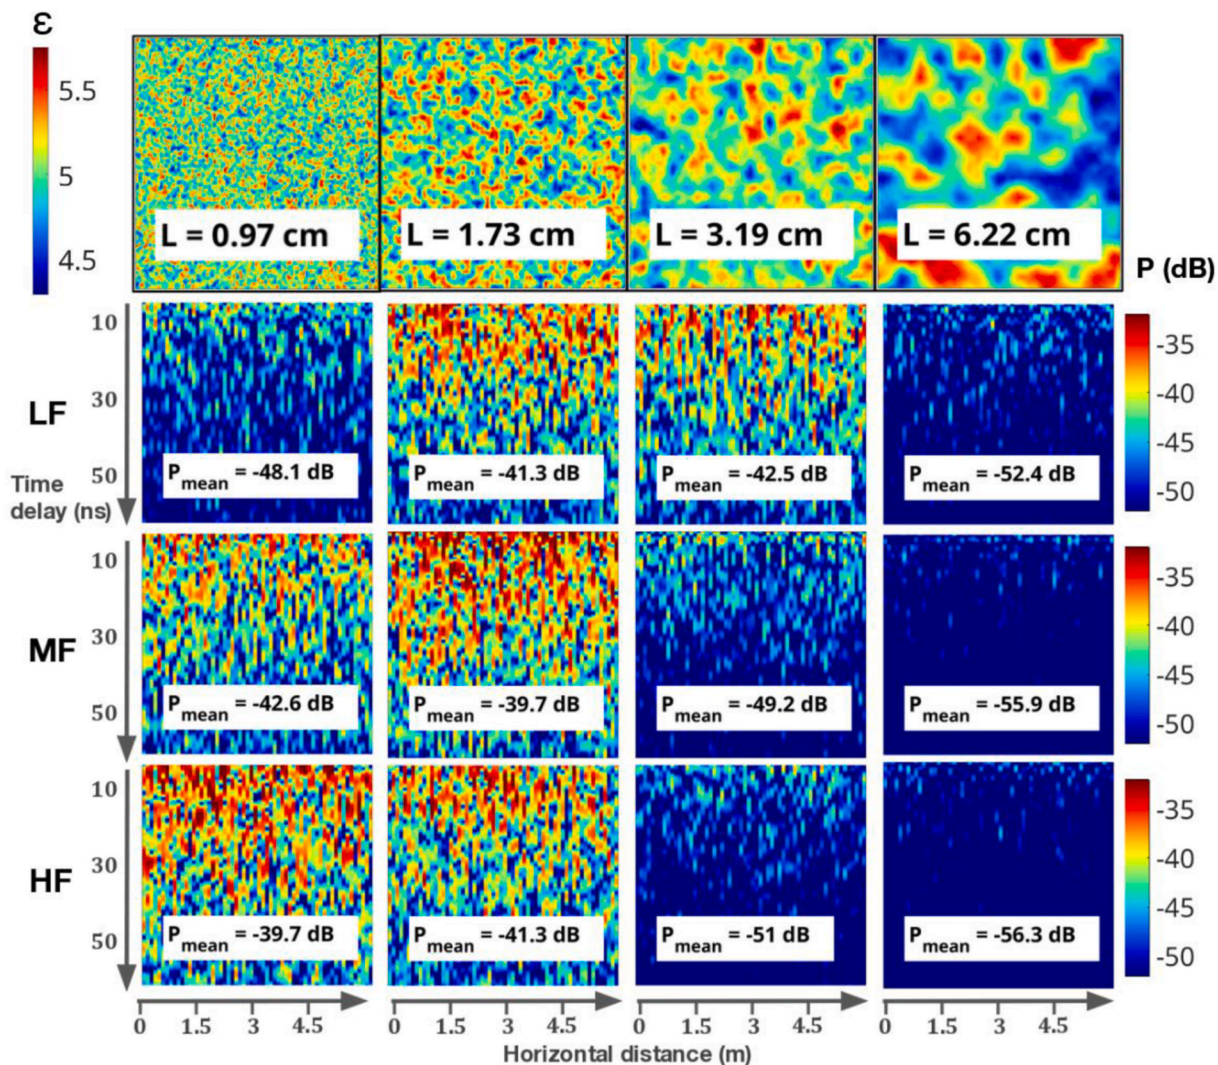 ε
5.5
5
4.5
L = 0.97 cm
L = 1.73 cm
L = 3.19 cm
L = 6.22 cm
P (dB)
10
30
50
LF
Time
delay (ns)
Pmean = -48.1 dB
Pmean = -41.3 dB
Pmean = -42.5 dB
Pmean = -52.4 dB
-35
-40
-45
-50
10
30
50
MF
Pmean = -42.6 dB
Pmean = -39.7 dB
Pmean = -49.2 dB
Pmean = -55.9 dB
-35
-40
-45
-50
10
30
50
HF
Pmean = -39.7 dB
Pmean = -41.3 dB
Pmean = -51 dB
Pmean = -56.3 dB
-35
-40
-45
-50
0 1.5 3 4.5
0 1.5 3 4.5
0 1.5 3 4.5
0 1.5 3 4.5
Horizontal distance (m)